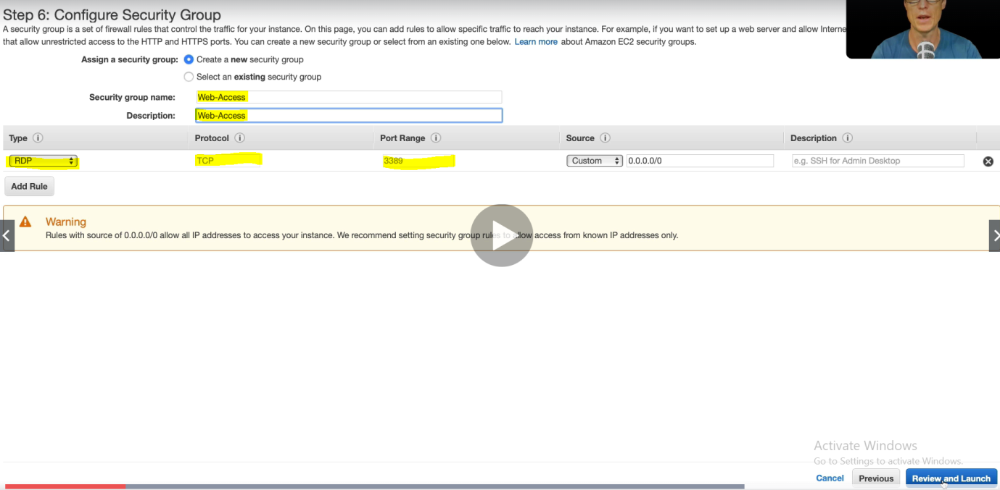 Step 6: Configure Security Group
A security group is a set of firewall rules that control the traffic for your instance. On this page, you can add rules to allow specific traffic to reach your instance. For example, if you want to set up a web server and allow Interne
that allow unrestricted access to the HTTP and HTTPS ports. You can create a new security group or select from an existing one below. Learn more about Amazon EC2 security groups.
Assign a security group: Create a new security group
Select an existing security group
Security group name: Web-Access
Description: Web-Access
Type Protocol Port Range Source Description
RDP TCP 3389 Custom 0.0.0.0/0 e.g. SSH for Admin Desktop
Add Rule
Warning
Rules with source of 0.0.0.0/0 allow all IP addresses to access your instance. We recommend setting security group rules to allow access from known IP addresses only.
Activate Windows
Go to Settings to activate Windows.
Cancel Previous Review and Launch